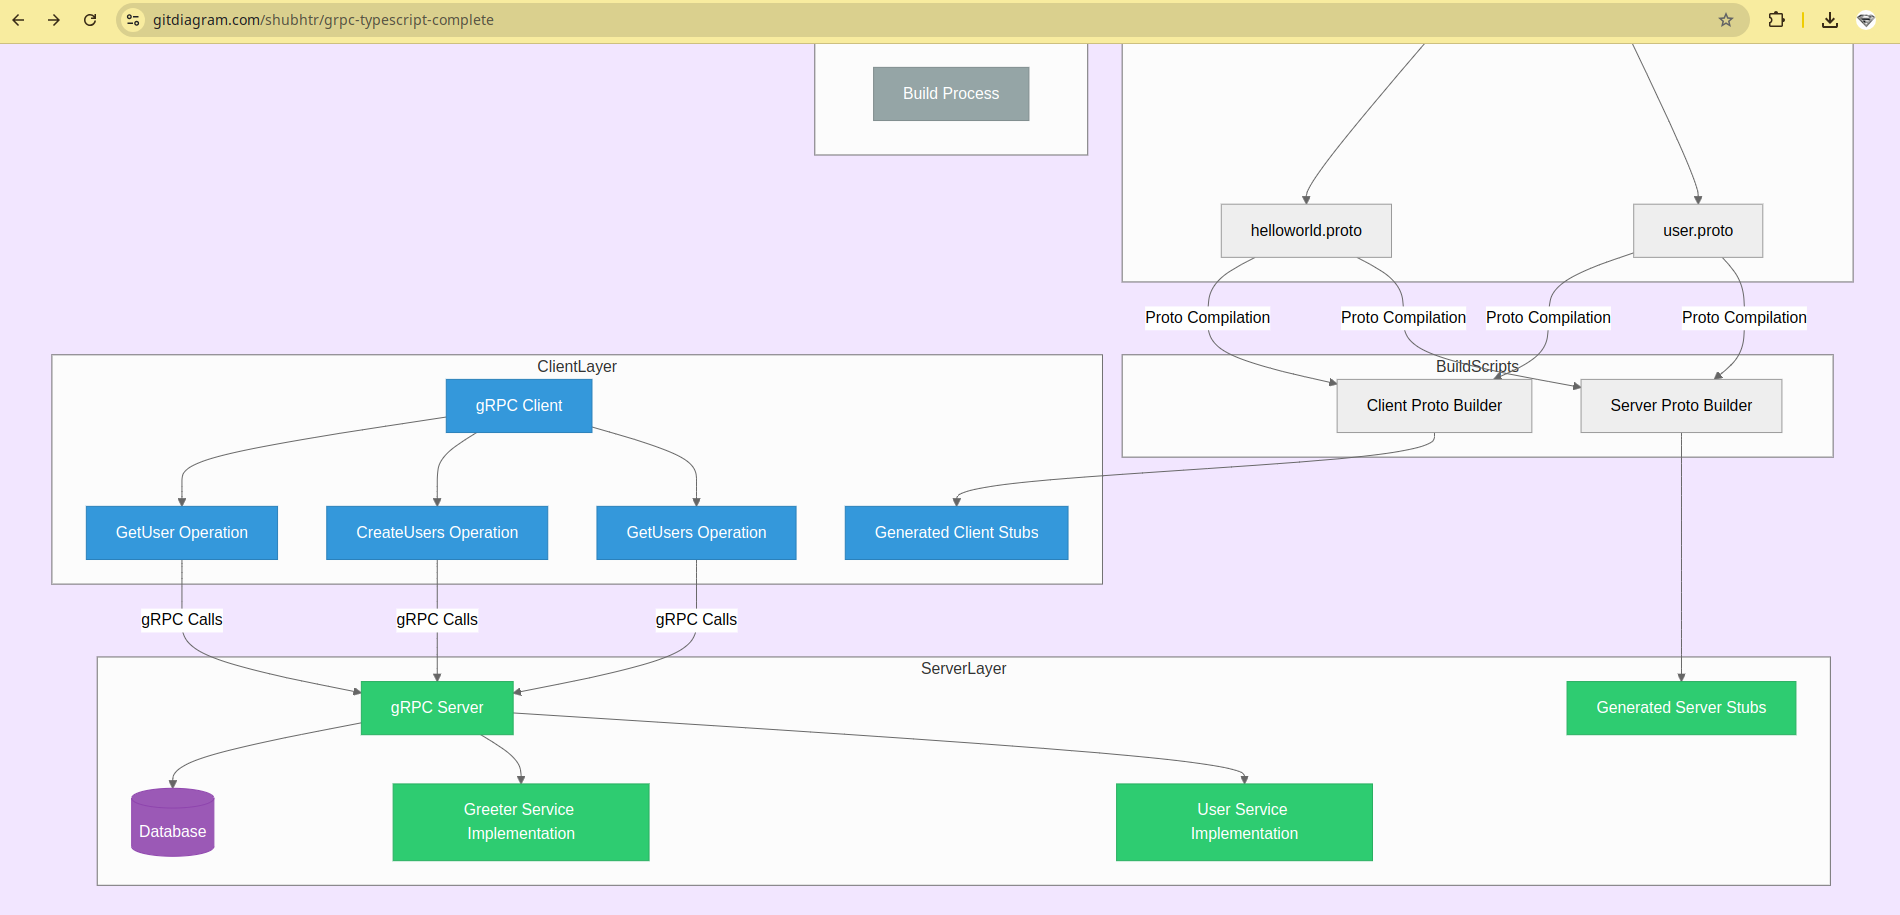 gitdiagram.com/shubhtr/grpc-typescript-complete
Build Process
helloworld.proto
user.proto
Proto Compilation
Proto Compilation
Proto Compilation
Proto Compilation
ClientLayer
BuildScripts
gRPC Client
Client Proto Builder
Server Proto Builder
GetUser Operation
CreateUsers Operation
GetUsers Operation
Generated Client Stubs
gRPC Calls
gRPC Calls
gRPC Calls
ServerLayer
gRPC Server
Generated Server Stubs
Database
Greeter Service
Implementation
User Service
Implementation